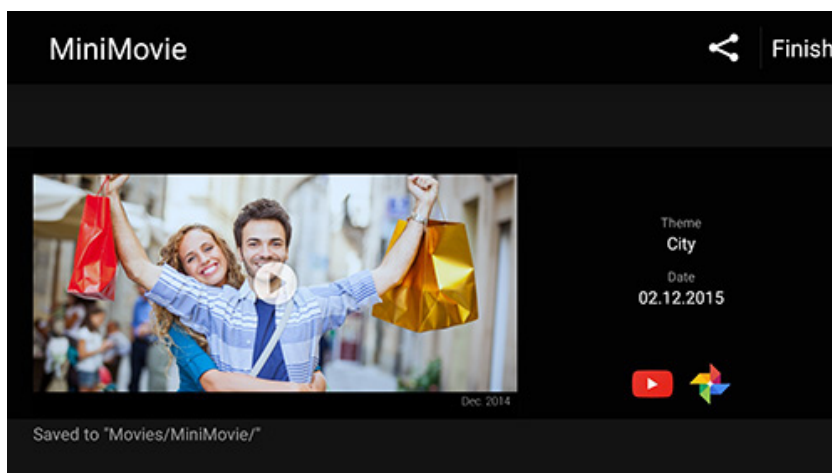 MiniMovie
Finish
Theme
City
Date
02.12.2015
Dec. 2014
Saved to "Movies/MiniMovie/"